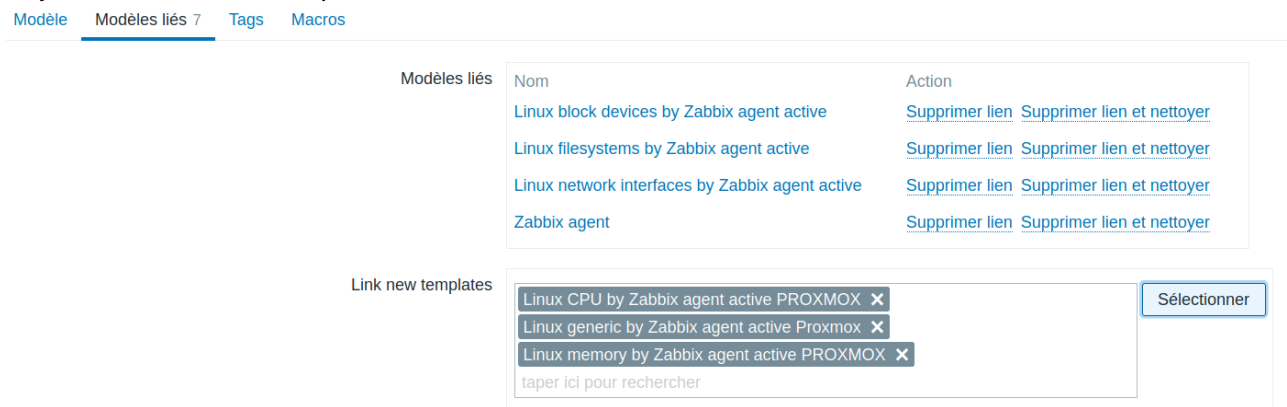 Modèle Modèles liés 7 Tags Macros
Modèles liés Nom Action
Linux block devices by Zabbix agent active Supprimer lien Supprimer lien et nettoyer
Linux filesystems by Zabbix agent active Supprimer lien Supprimer lien et nettoyer
Linux network interfaces by Zabbix agent active Supprimer lien Supprimer lien et nettoyer
Zabbix agent Supprimer lien Supprimer lien et nettoyer
Link new templates
Linux CPU by Zabbix agent active PROXMOX ✕ Sélectionner
Linux generic by Zabbix agent active Proxmox ✕
Linux memory by Zabbix agent active PROXMOX ✕
taper ici pour rechercher